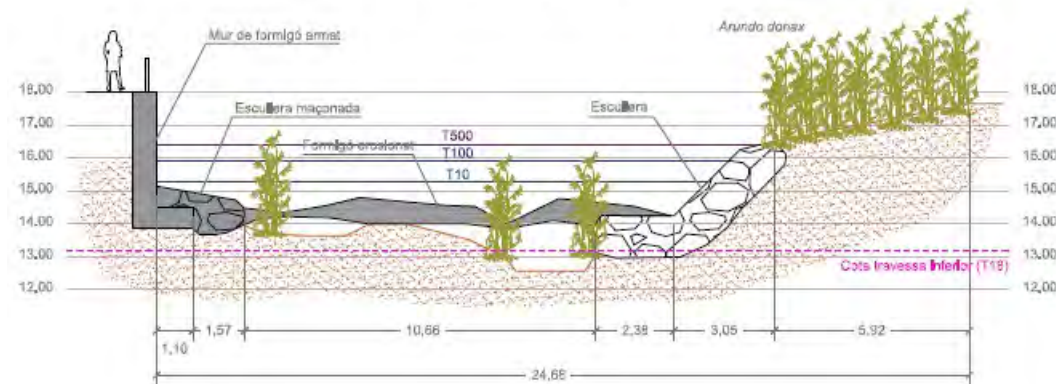 Arundo donax
Mur de formigó armat
18,00
18,00
Escullera maçonada
Escullera
17,00
17,00
T500
Formigó erosionat
16,00
T100
16,00
T10
15,00
15,00
14,00
14,00
13,00
13,00
Cota travessa inferior (T18)
12,00
12,00
1,57
10,66
2,38
3,05
5,92
1,10
24,68